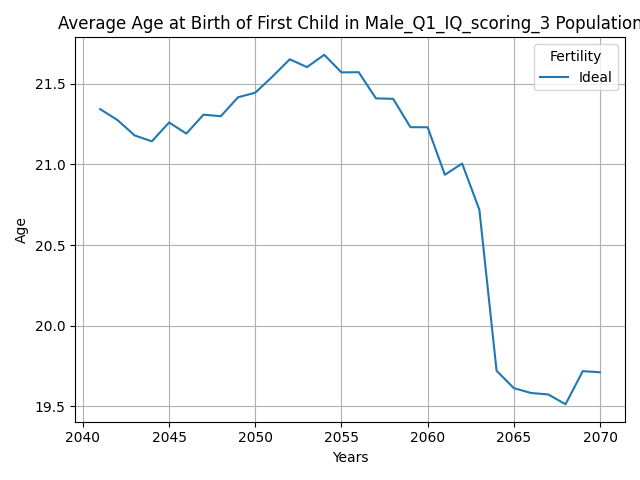 Average Age at Birth of First Child in Male_Q1_IQ_scoring_3 Population
Fertility
Ideal
21.5
21.0
20.5
20.0
19.5
Age
2040 2045 2050 2055 2060 2065 2070
Years